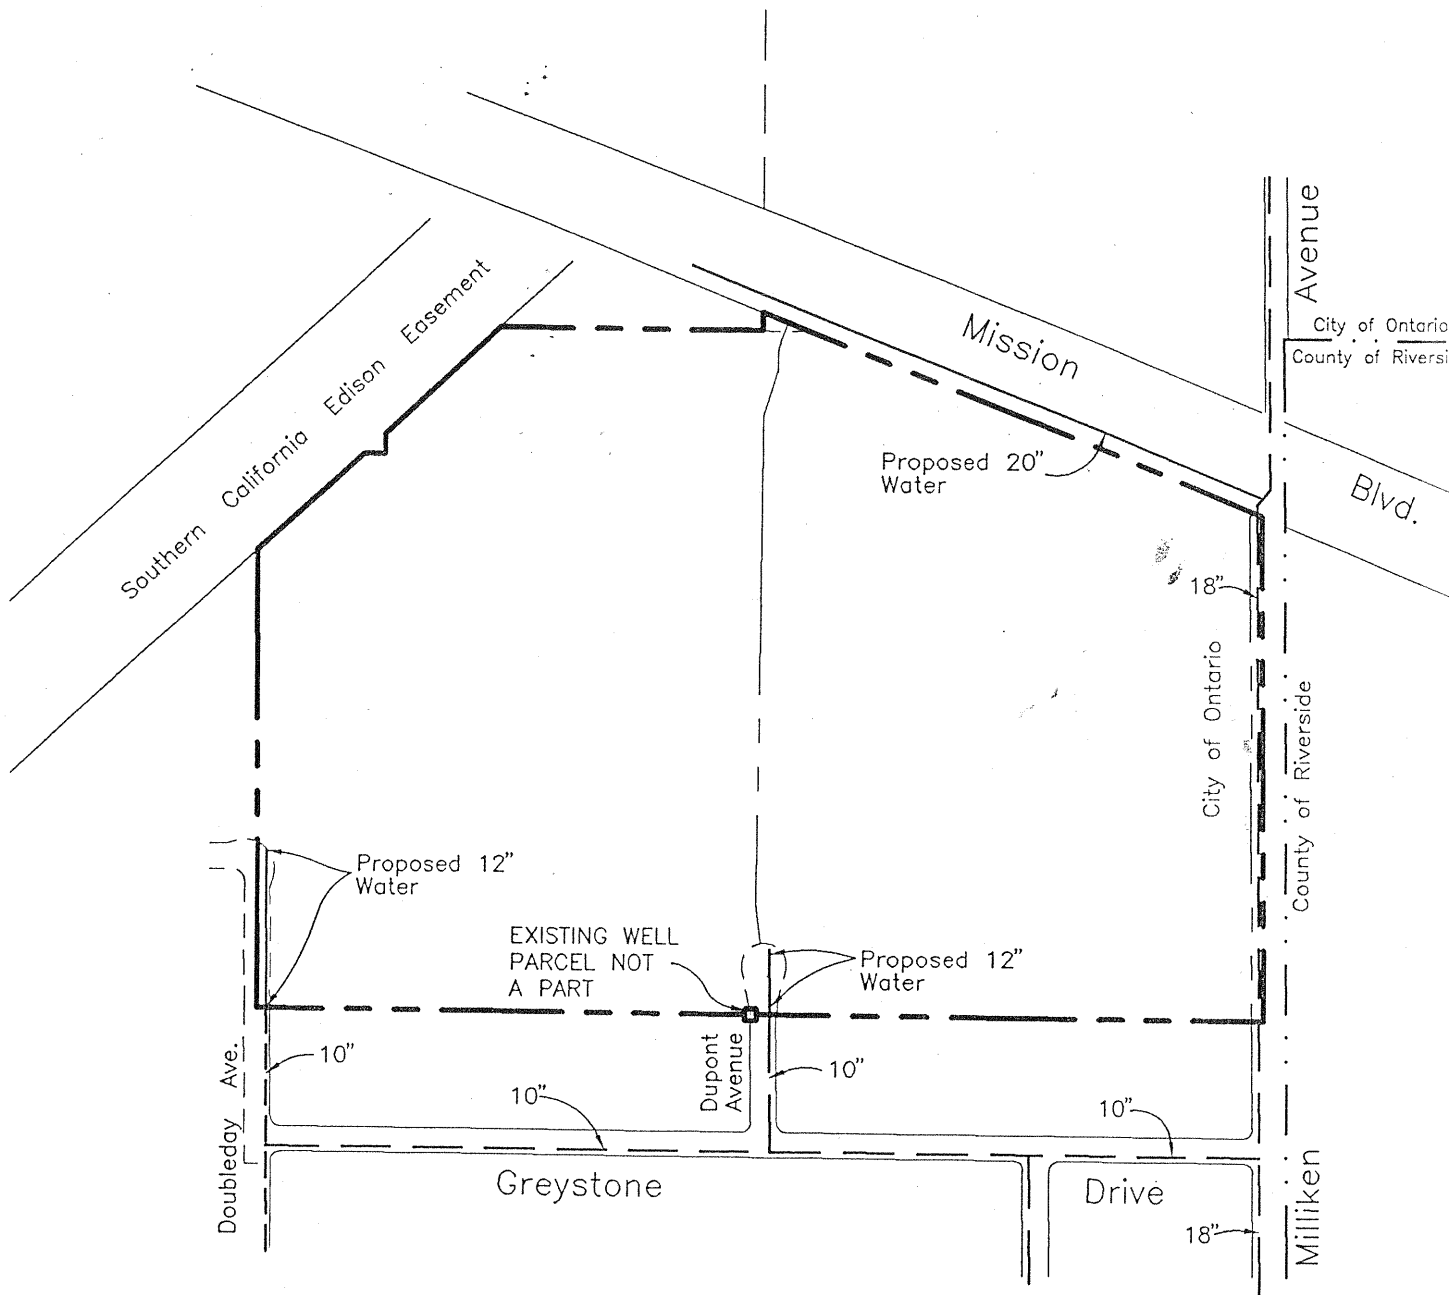 Avenue
City of Ontario
County of Riversi
Mission
Southern California Edison Easement
Proposed 20"
Water
Blvd.
18"
City of Ontario
County of Riverside
Proposed 12"
Water
EXISTING WELL
PARCEL NOT
A PART
Proposed 12"
Water
Doubleday Ave.
10"
Dupont
Avenue
10"
10"
10"
Greystone
Drive
Milliken
18"